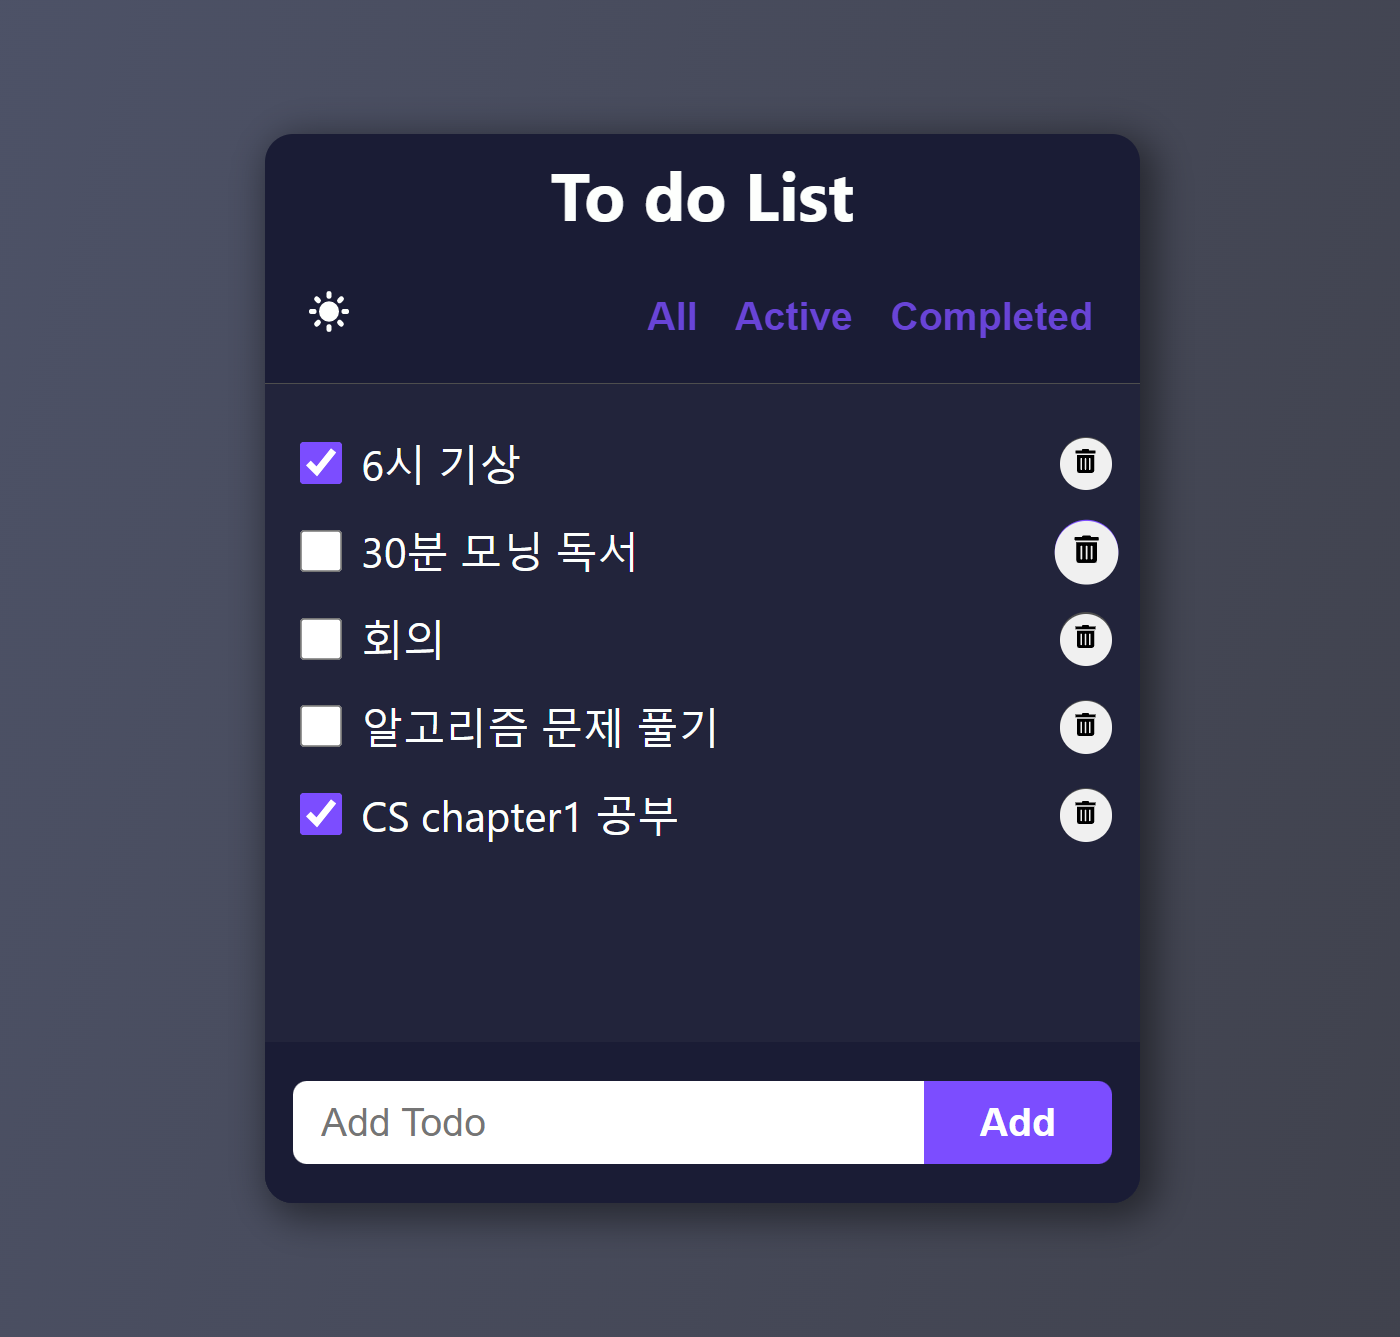 To do List
All Active Completed
6시 기상
30분 모닝 독서
회의
알고리즘 문제 풀기
CS chapter1 공부
Add Todo Add